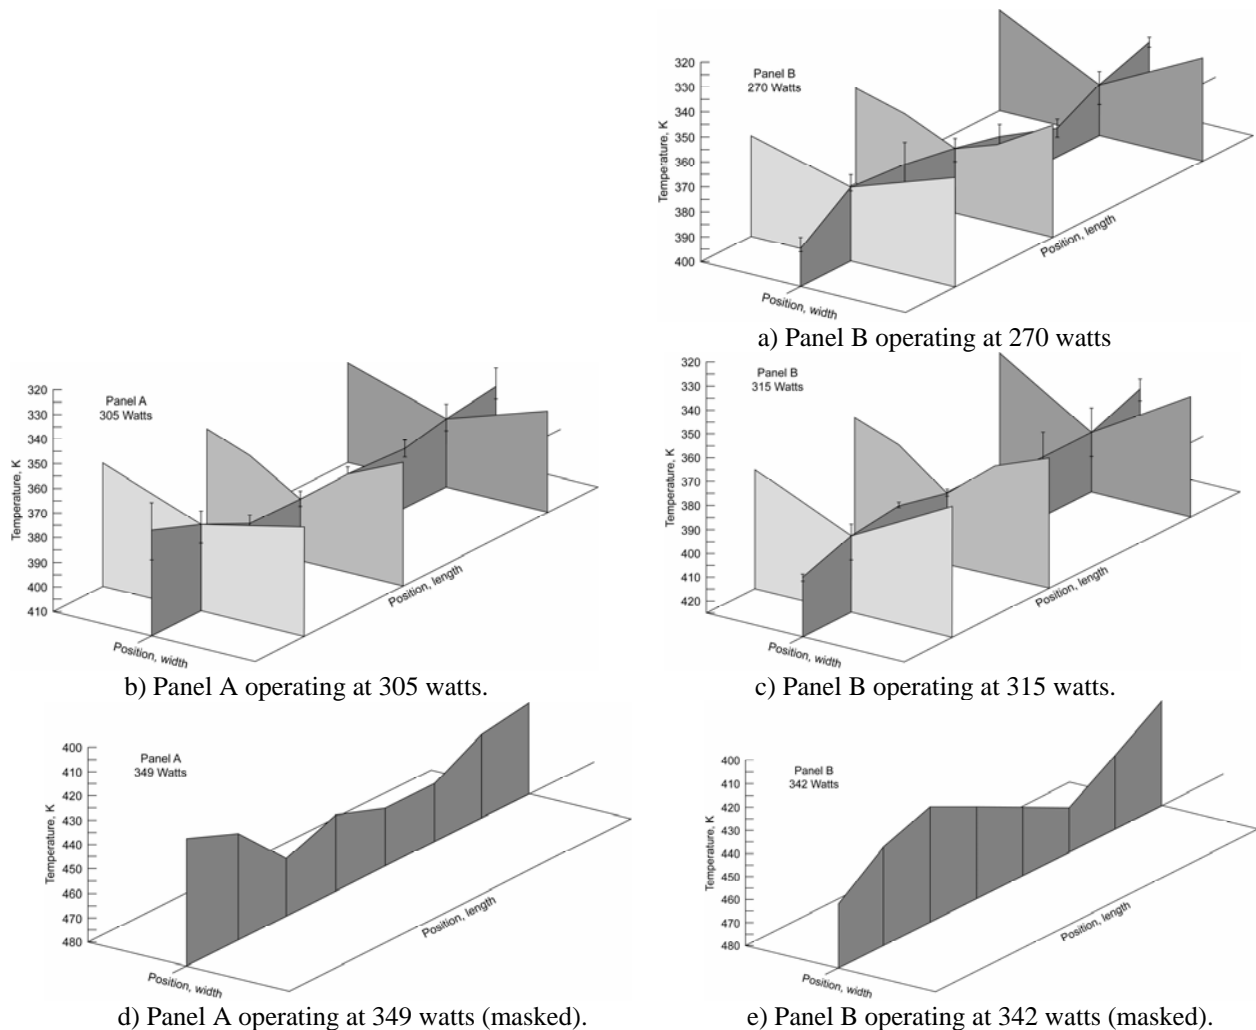 Panel B
270 Watts
320
330
340
350
360
370
380
390
400
Temperature, K
Position, width
Position, length
a) Panel B operating at 270 watts
Panel A
305 Watts
320
330
340
350
360
370
380
390
400
410
Temperature, K
Position, width
Position, length
b) Panel A operating at 305 watts.
Panel B
315 Watts
320
330
340
350
360
370
380
390
400
410
420
Temperature, K
Position, width
Position, length
c) Panel B operating at 315 watts.
Panel A
349 Watts
400
410
420
430
440
450
460
470
480
Temperature, K
Position, width
Position, length
d) Panel A operating at 349 watts (masked).
Panel B
342 Watts
400
420
430
440
450
460
470
480
Temperature, K
Position, width
Position, length
e) Panel B operating at 342 watts (masked).